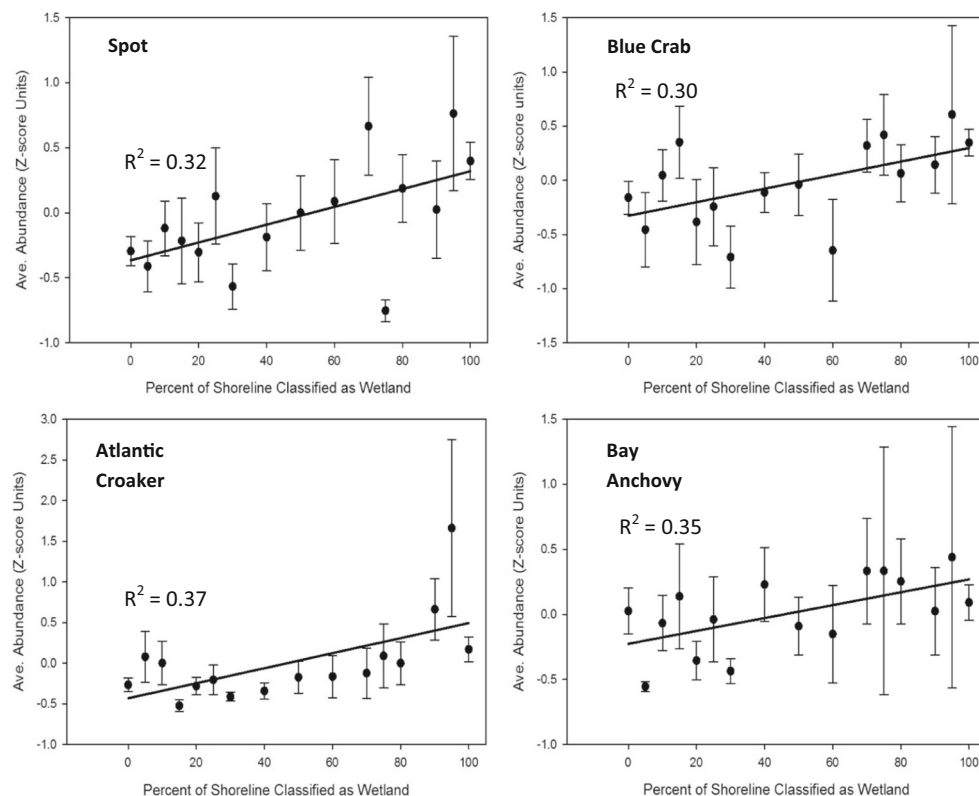 Spot
R² = 0.32
Ave. Abundance (Z-score Units)
1.5
1.0
0.5
0.0
-0.5
-1.0
0 20 40 60 80 100
Percent of Shoreline Classified as Wetland
Blue Crab
R² = 0.30
Ave. Abundance (Z-score units)
1.5
1.0
0.5
0.0
-0.5
-1.0
-1.5
0 20 40 60 80 100
Percent of Shoreline Classified as Wetland
Atlantic
Croaker
R² = 0.37
Ave. Abundance (Z-score Units)
3.0
2.5
2.0
1.5
1.0
0.5
0.0
-0.5
-1.0
0 20 40 60 80 100
Percent of Shoreline Classified as Wetland
Bay
Anchovy
R² = 0.35
Ave. Abundance (Z-score Units)
1.5
1.0
0.5
0.0
-0.5
-1.0
0 20 40 60 80 100
Percent of Shoreline Classified as Wetland